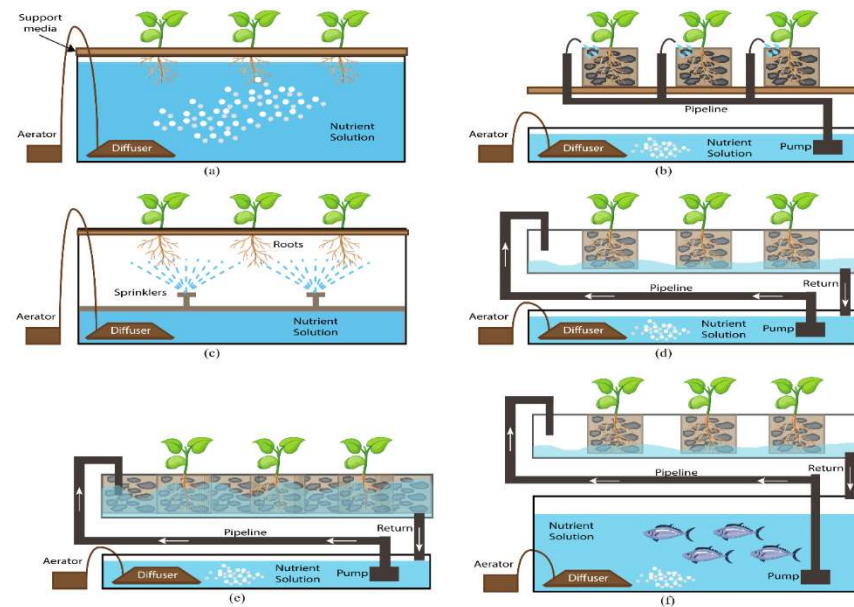 Support
media
Aerator
Diffuser
Nutrient
Solution
(a)
Pipeline
Aerator
Diffuser
Nutrient
Solution
Pump
(b)
Roots
Sprinklers
Aerator
Diffuser
Nutrient
Solution
(c)
Return
Pipeline
Aerator
Diffuser
Nutrient
Solution
Pump
(d)
Pipeline
Return
Aerator
Diffuser
Nutrient
Solution
Pump
(e)
Return
Pipeline
Nutrient
Solution
Aerator
Diffuser
Pump
(f)